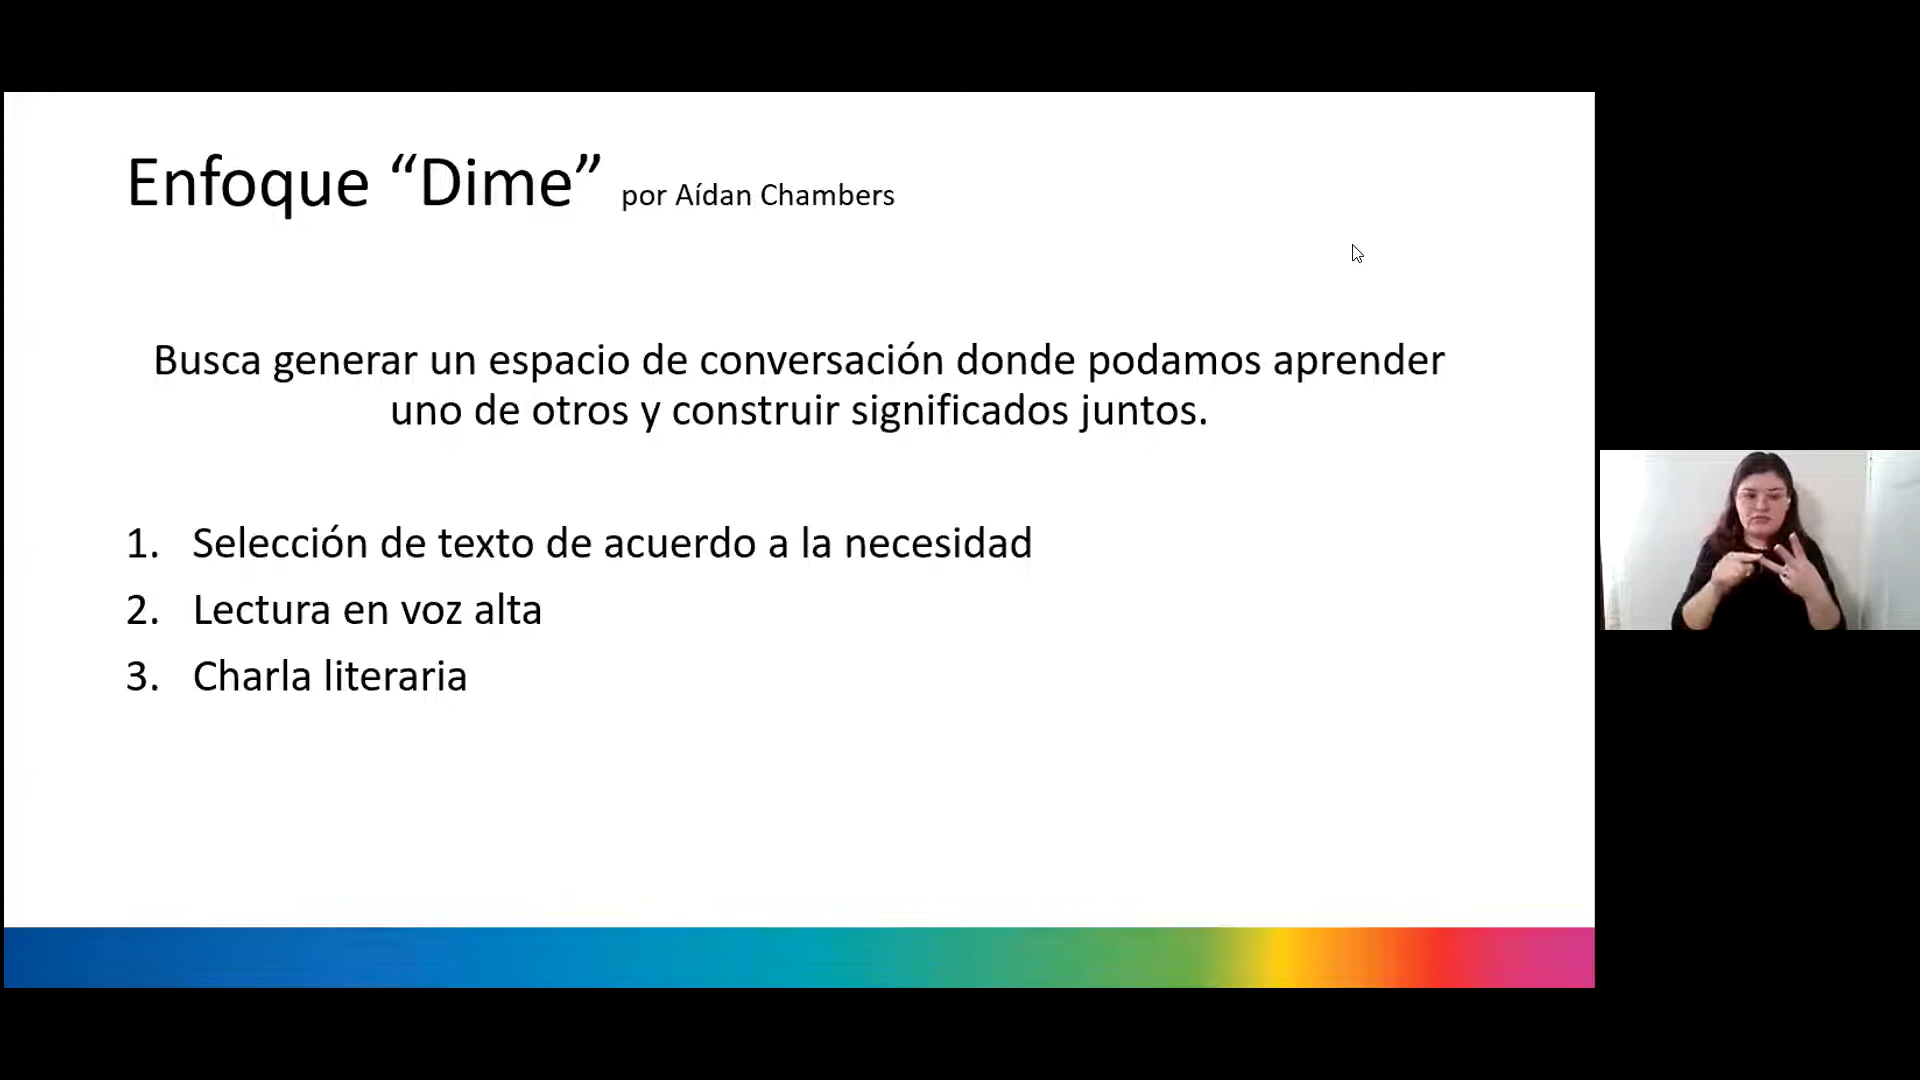 Enfoque “Dime” por Aídan Chambers
Busca generar un espacio de conversación donde podamos aprender
uno de otros y construir significados juntos.
1. Selección de texto de acuerdo a la necesidad
2. Lectura en voz alta
3. Charla literaria